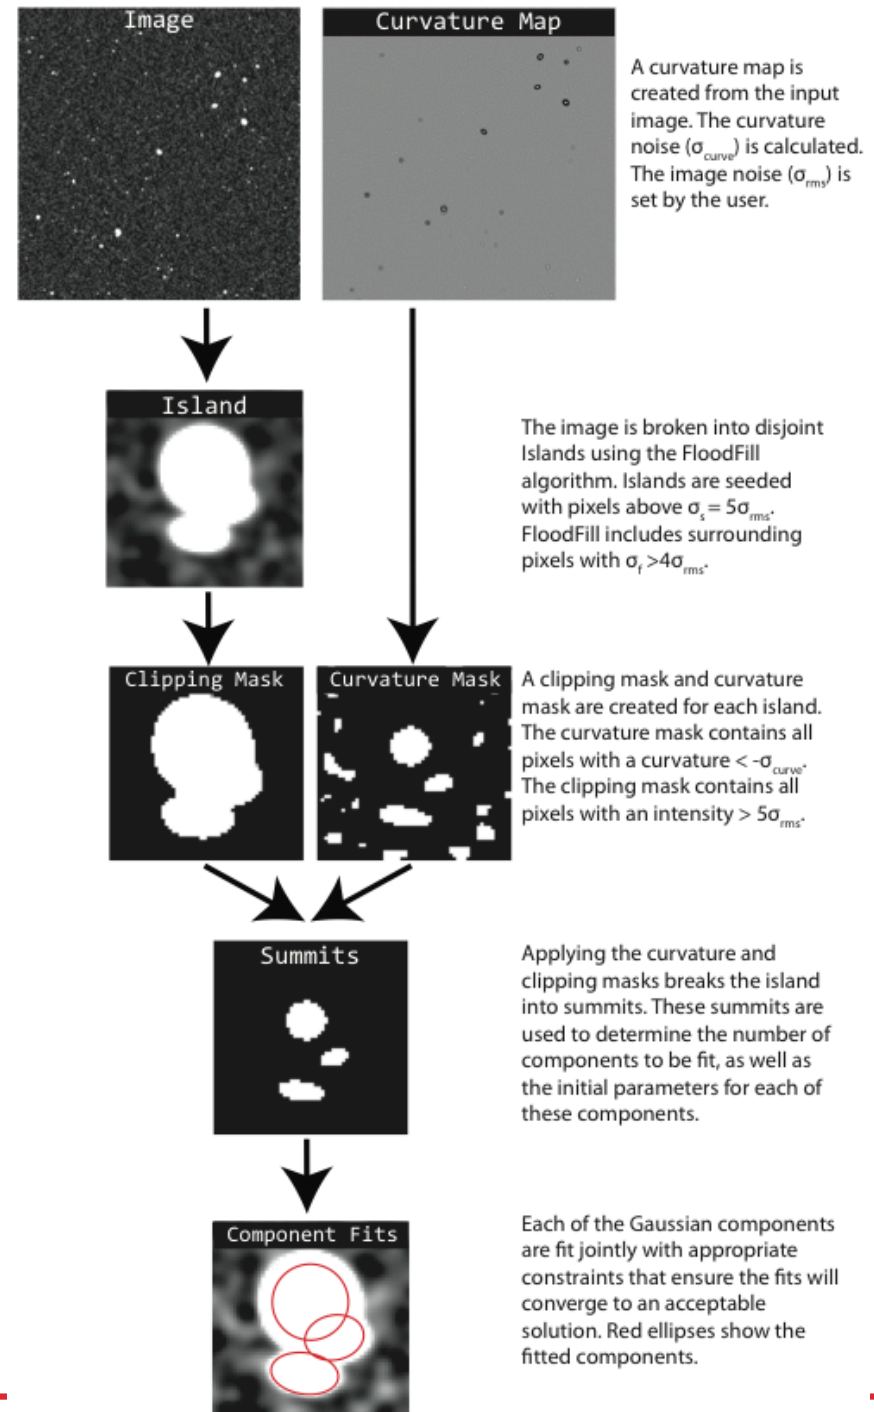 Image
Curvature Map
A curvature map is
created from the input
image. The curvature
noise (σcurve) is calculated.
The image noise (σrms) is
set by the user.
Island
The image is broken into disjoint
Islands using the FloodFill
algorithm. Islands are seeded
with pixels above σs = 5σrms.
FloodFill includes surrounding
pixels with σf >4σrms.
Clipping Mask
Curvature Mask
A clipping mask and curvature
mask are created for each island.
The curvature mask contains all
pixels with a curvature < -σcurve.
The clipping mask contains all
pixels with an intensity > 5σrms.
Summits
Applying the curvature and
clipping masks breaks the island
into summits. These summits are
used to determine the number of
components to be fit, as well as
the initial parameters for each of
these components.
Component Fits
Each of the Gaussian components
are fit jointly with appropriate
constraints that ensure the fits will
converge to an acceptable
solution. Red ellipses show the
fitted components.